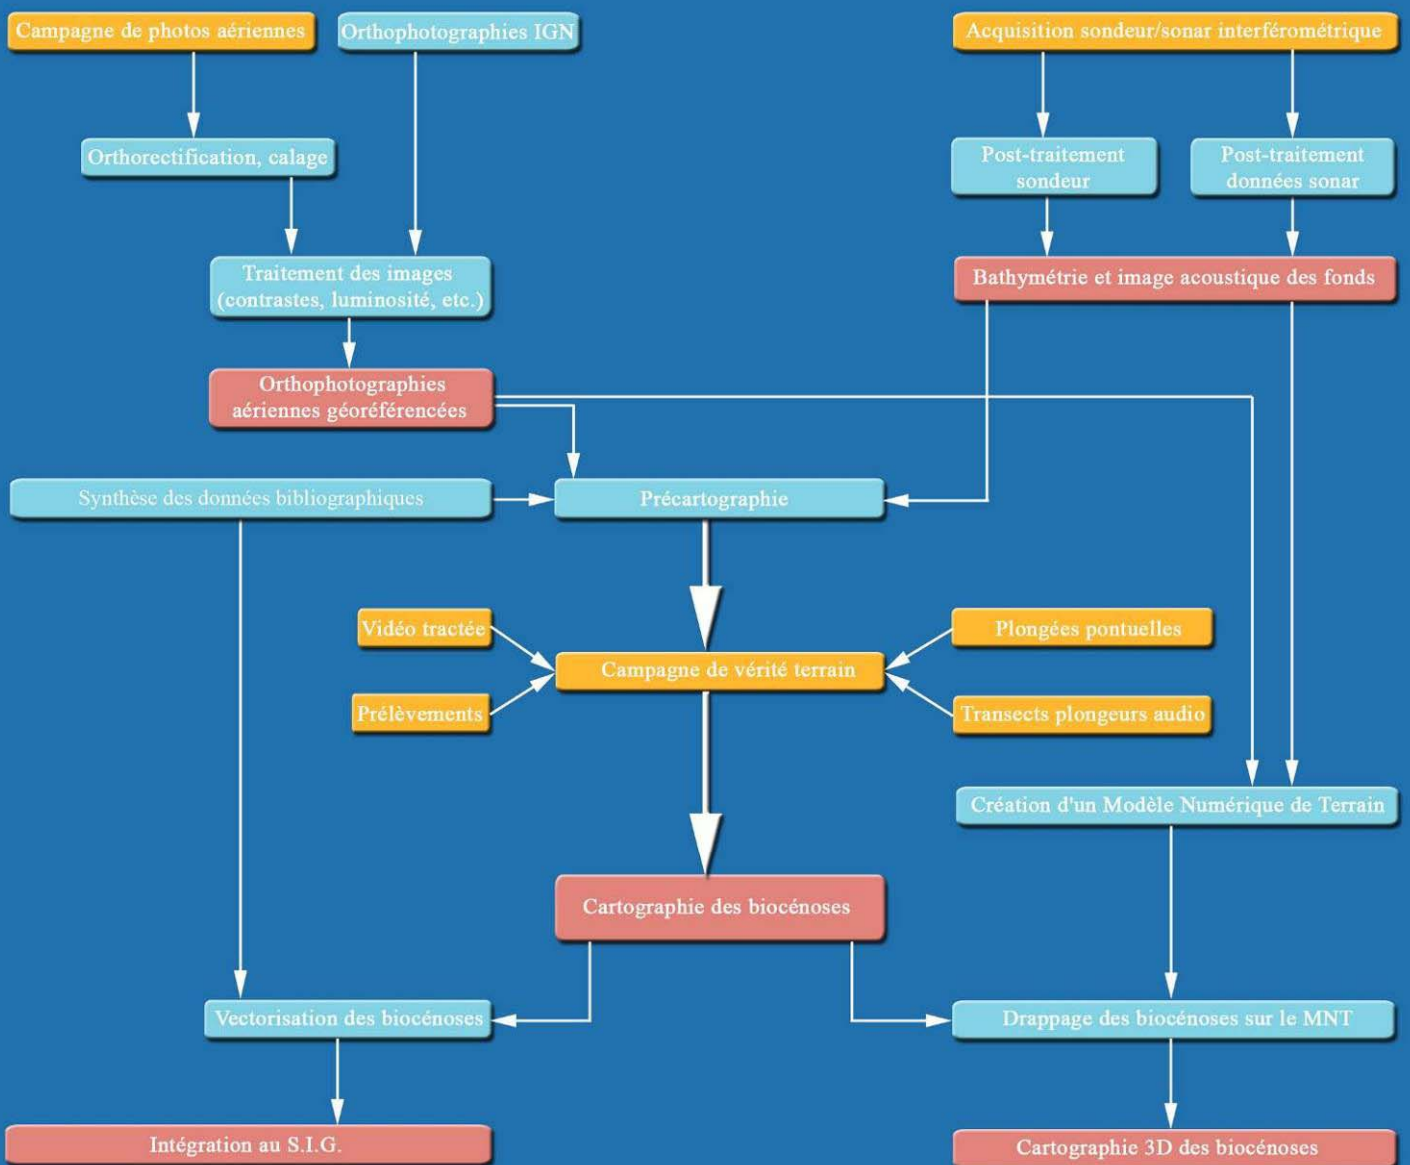 Campagne de photos aériennes
Orthophotographies IGN
Acquisition sondeur/sonar interférométrique
Orthorectification, calage
Post-traitement
sondeur
Post-traitement
données sonar
Traitement des images
(contrastes, luminosité, etc.)
Bathymétrie et image acoustique des fonds
Orthophotographies
aériennes géoréférencées
Synthèse des données bibliographiques
Précartographie
Vidéo tractée
Plongées pontuelles
Campagne de vérité terrain
Prélèvements
Transects plongeurs audio
Création d'un Modèle Numérique de Terrain
Cartographie des biocénoses
Vectorisation des biocénoses
Drappage des biocénoses sur le MNT
Intégration au S.I.G.
Cartographie 3D des biocénoses